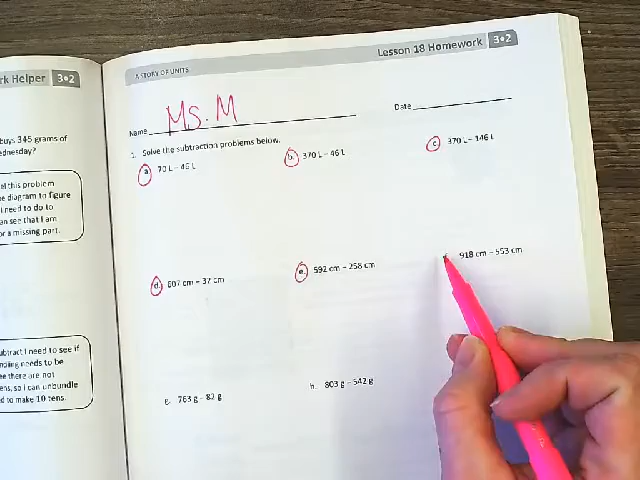 rk Helper 3•2
buys 345 grams of
ednesday?
el this problem
e diagram to figure
I need to do to
an see that I am
or a missing part.
ubtract I need to see if
nding needs to be
ee there are not
ens, so I can unbundle
d to make 10 tens.
A STORY OF UNITS
Lesson 18 Homework 3•2
Name Ms. M
Date
1. Solve the subtraction problems below.
a. 70 L – 46 L
b. 370 L – 46 L
c. 370 L – 146 L
d. 607 cm – 37 cm
e. 592 cm – 258 cm
918 cm – 553 cm
g. 763 g – 82 g
h. 803 g – 542 g